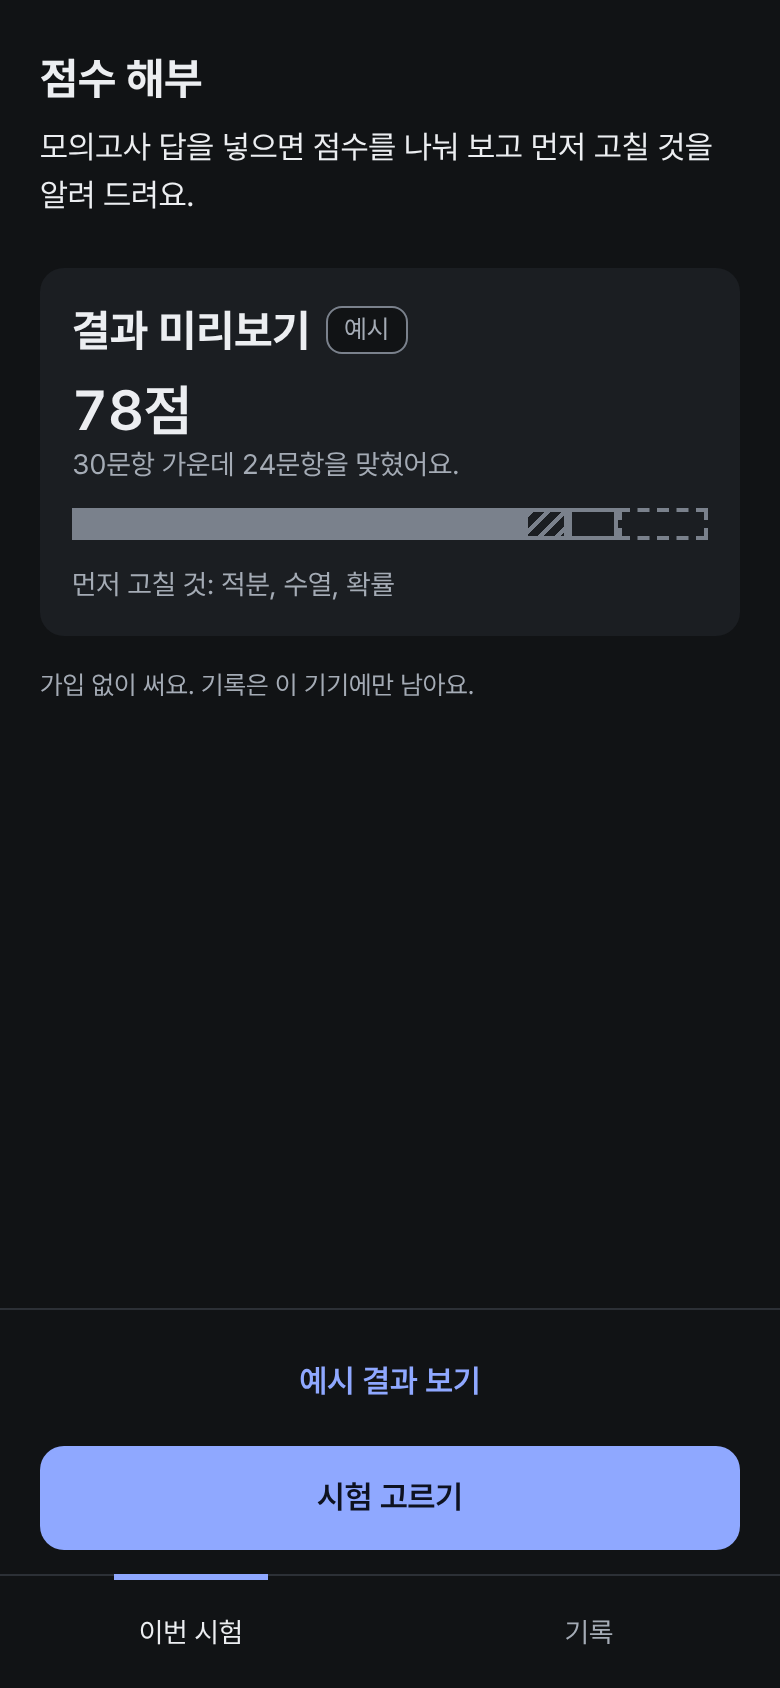 점수 해부
모의고사 답을 넣으면 점수를 나눠 보고 먼저 고칠 것을
알려 드려요.
결과 미리보기 예시
78점
30문항 가운데 24문항을 맞혔어요.
먼저 고칠 것: 적분, 수열, 확률
가입 없이 써요. 기록은 이 기기에만 남아요.
예시 결과 보기
시험 고르기
이번 시험 기록